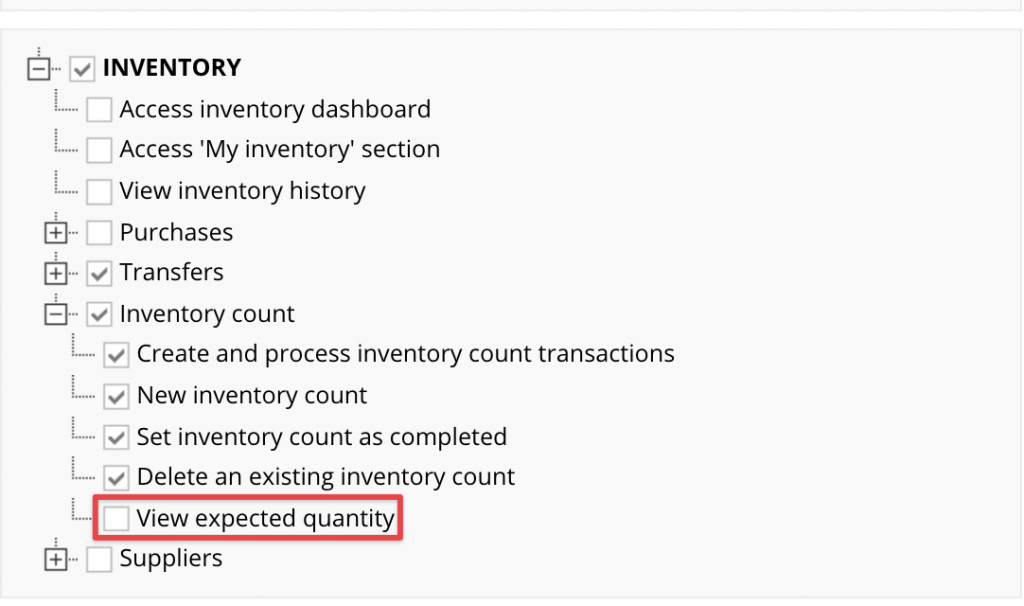 INVENTORY
Access inventory dashboard
Access 'My inventory' section
View inventory history
Purchases
Transfers
Inventory count
Create and process inventory count transactions
New inventory count
Set inventory count as completed
Delete an existing inventory count
View expected quantity
Suppliers